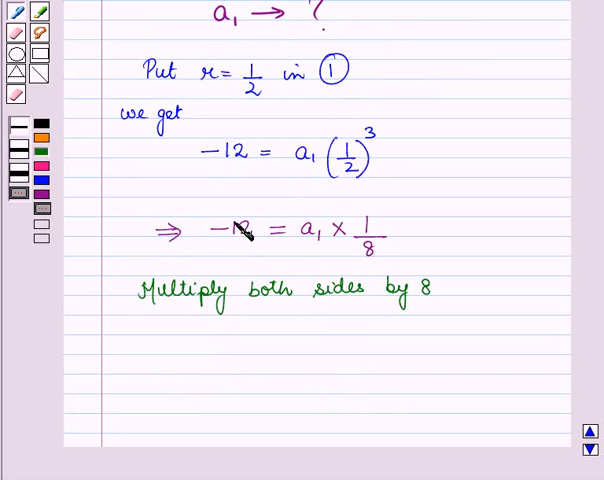 a₁ → ?
Put r = 1/2 in ①
we get
-12 = a₁ (1/2)³
⇒ -12 = a₁ × 1/8
Multiply both sides by 8